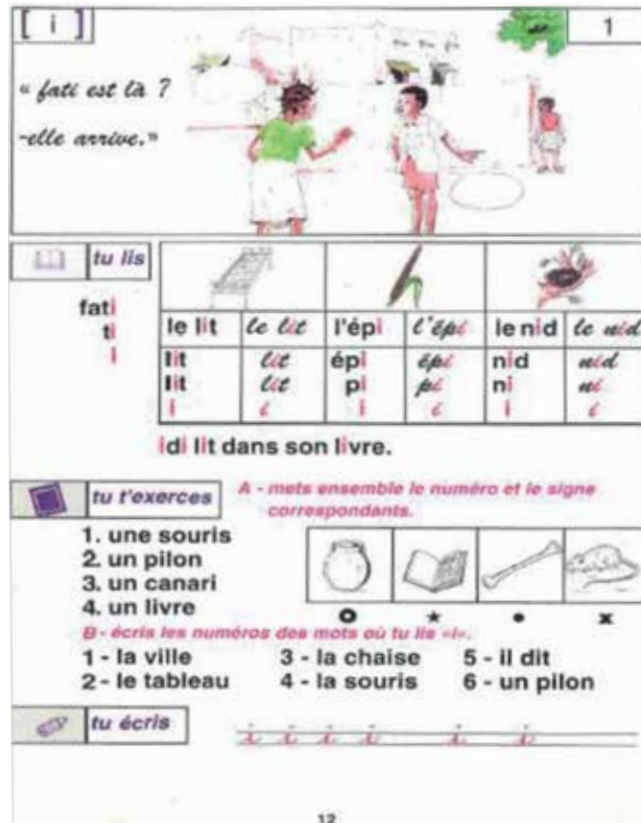 [ i ]
1
« fati est là ?
-elle arrive.»
tu lis
fati
ti
i
le lit le lit l'épi l'épi le nid le nid
lit lit épi épi nid nid
lit lit pi pi ni ni
i i i i i i
idi lit dans son livre.
tu t'exerces
A - mets ensemble le numéro et le signe
correspondants.
1. une souris
2. un pilon
3. un canari
4. un livre
B - écris les numéros des mots où tu lis «i».
1 - la ville 3 - la chaise 5 - il dit
2 - le tableau 4 - la souris 6 - un pilon
tu écris
i i i i i i
12